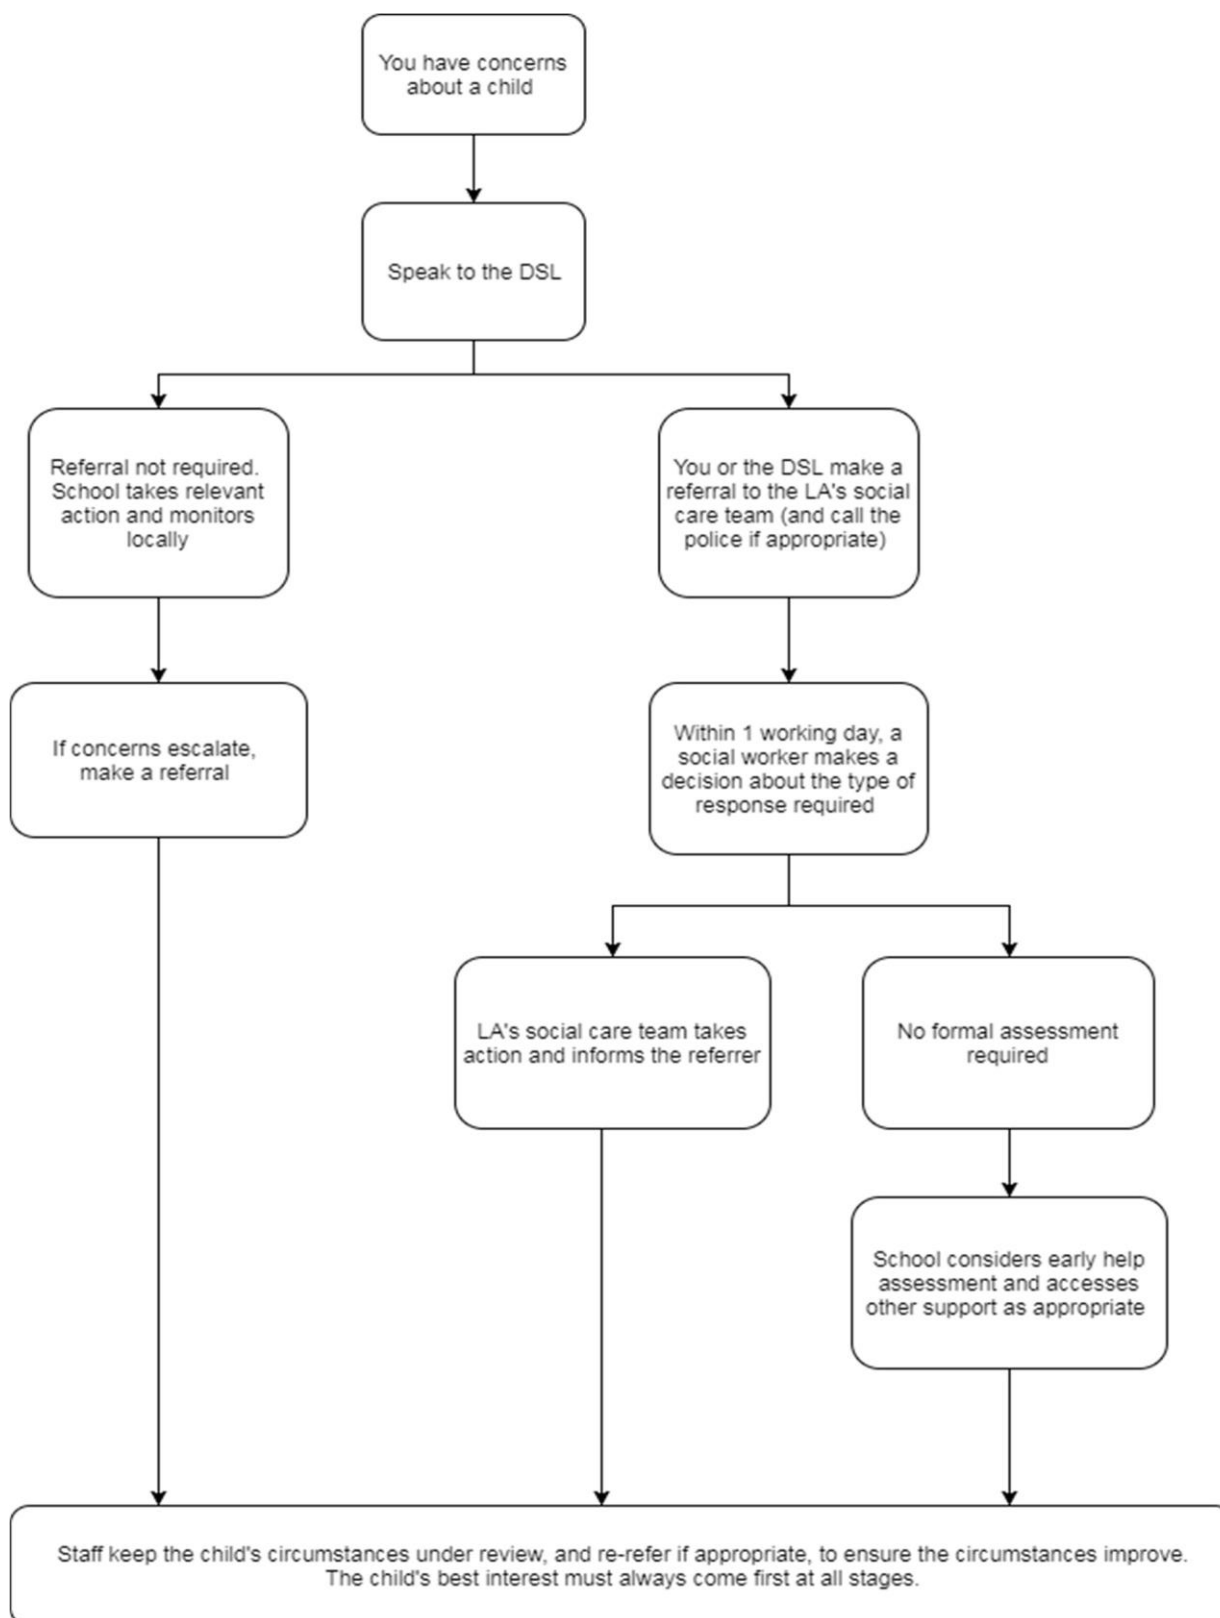 You have concerns
about a child
Speak to the DSL
Referral not required.
School takes relevant
action and monitors
locally
You or the DSL make a
referral to the LA's social
care team (and call the
police if appropriate)
If concerns escalate,
make a referral
Within 1 working day, a
social worker makes a
decision about the type of
response required
LA's social care team takes
action and informs the referrer
No formal assessment
required
School considers early help
assessment and accesses
other support as appropriate
Staff keep the child's circumstances under review, and re-refer if appropriate, to ensure the circumstances improve.
The child's best interest must always come first at all stages.